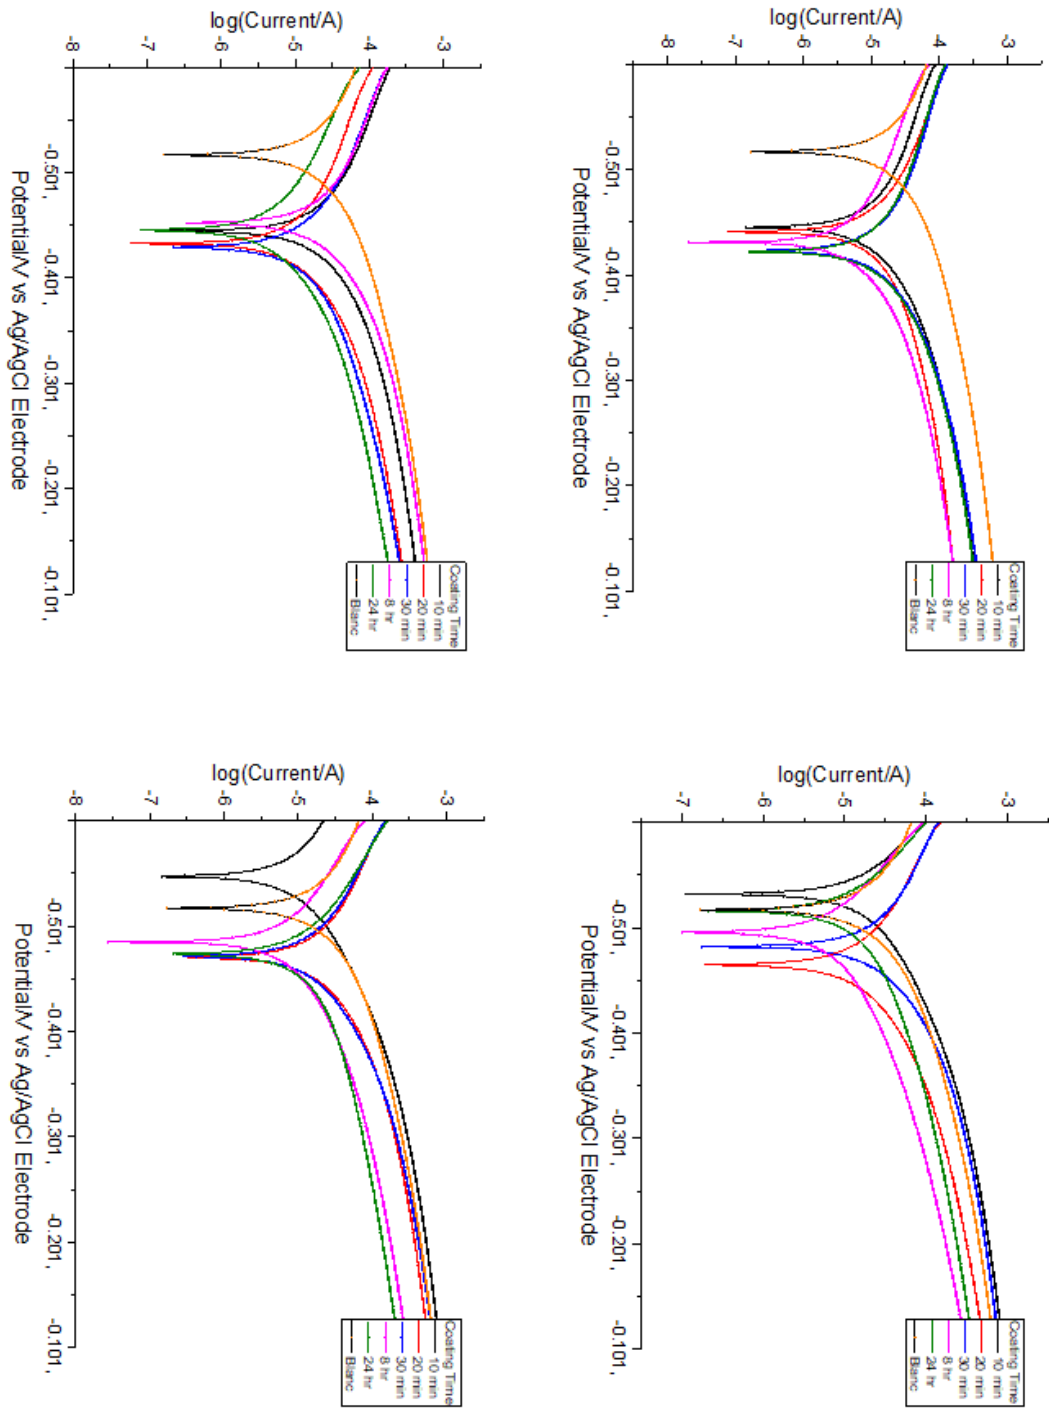 log(Current/A)
-3
-4
-5
-6
-7
-8
Coating Time
10 min
20 min
30 min
8 hr
24 hr
Blanc
-0.501 ,
-0.401 ,
-0.301 ,
-0.201 ,
-0.101 ,
Potential/V vs Ag/AgCl Electrode
log(Current/A)
-3
-4
-5
-6
-7
Coating Time
10 min
20 min
30 min
8 hr
24 hr
Blanc
-0.501 ,
-0.401 ,
-0.301 ,
-0.201 ,
-0.101 ,
Potential/V vs Ag/AgCl Electrode
log(Current/A)
-3
-4
-5
-6
-7
-8
Coating Time
10 min
20 min
30 min
8 hr
24 hr
Blanc
-0.501 ,
-0.401 ,
-0.301 ,
-0.201 ,
-0.101 ,
Potential/V vs Ag/AgCl Electrode
log(Current/A)
-3
-4
-5
-6
-7
-8
Coating Time
10 min
20 min
30 min
8 hr
24 hr
Blanc
-0.501 ,
-0.401 ,
-0.301 ,
-0.201 ,
-0.101 ,
Potential/V vs Ag/AgCl Electrode